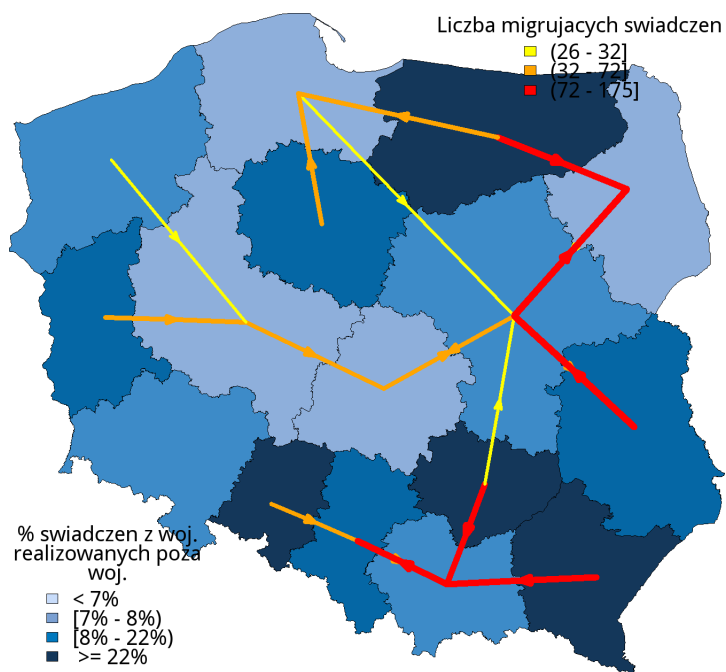 Liczba migrujacych swiadczen
(26 - 32]
(32 - 72]
(72 - 175]
% swiadczen z woj.
realizowanych poza
woj.
< 7%
[7% - 8%)
[8% - 22%)
>= 22%